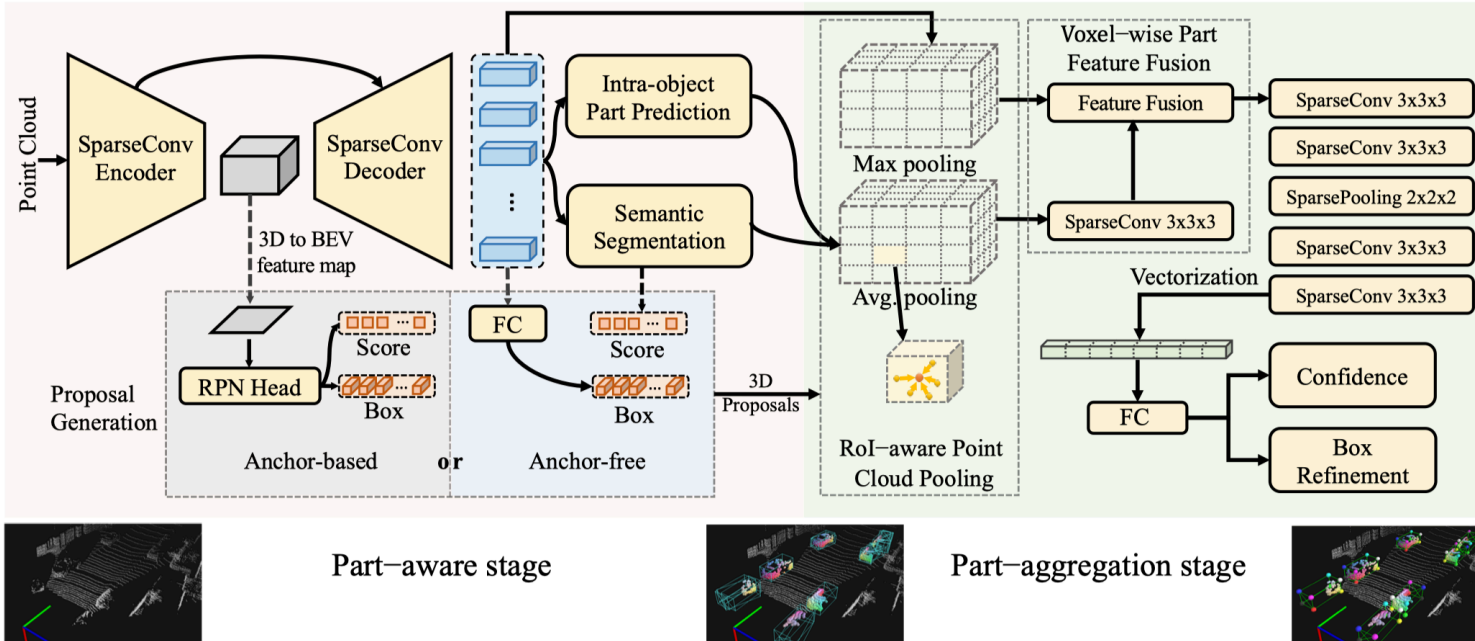 Point Cloud
SparseConv
Encoder
SparseConv
Decoder
3D to BEV
feature map
...
Intra-object
Part Prediction
Semantic
Segmentation
Proposal
Generation
RPN Head
...
Score
...
Box
Anchor-based
or
FC
...
Score
...
Box
Anchor-free
3D
Proposals
Max pooling
Avg. pooling
RoI-aware Point
Cloud Pooling
Voxel-wise Part
Feature Fusion
Feature Fusion
SparseConv 3x3x3
SparseConv 3x3x3
SparseConv 3x3x3
SparsePooling 2x2x2
SparseConv 3x3x3
SparseConv 3x3x3
Vectorization
FC
Confidence
Box
Refinement
Part-aware stage
Part-aggregation stage